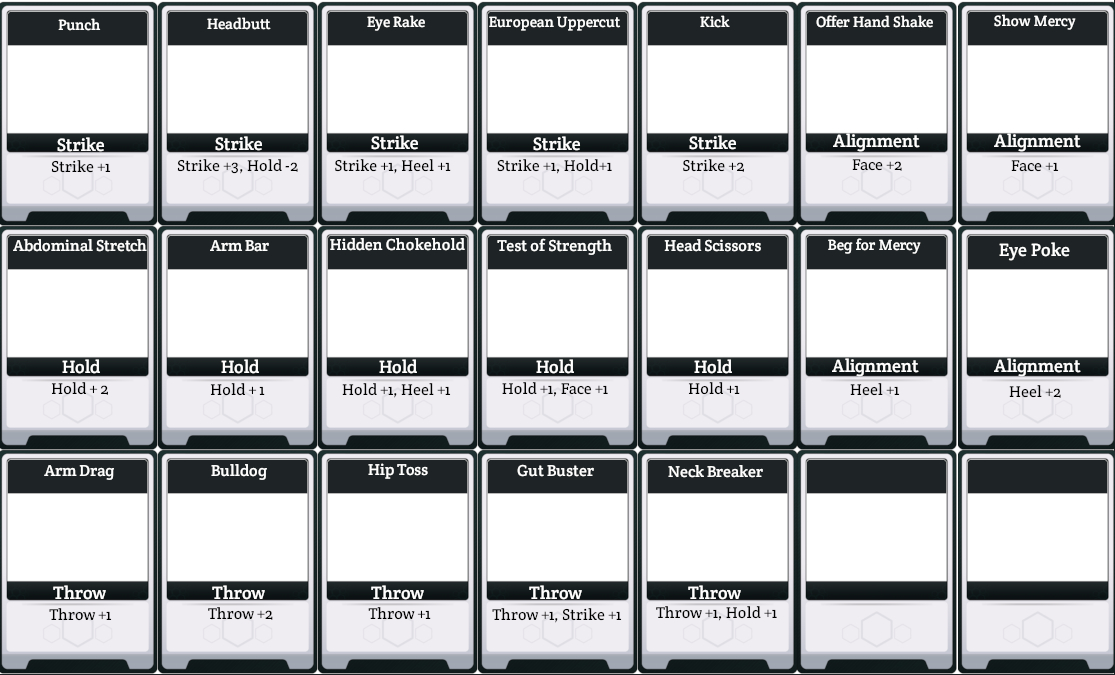 Punch
Headbutt
Eye Rake
European Uppercut
Kick
Offer Hand Shake
Show Mercy
Strike
Strike
Strike
Strike
Strike
Alignment
Alignment
Strike +1
Strike +3, Hold -2
Strike +1, Heel +1
Strike +1, Hold+1
Strike +2
Face +2
Face +1
Abdominal Stretch
Arm Bar
Hidden Chokehold
Test of Strength
Head Scissors
Beg for Mercy
Eye Poke
Hold
Hold
Hold
Hold
Hold
Alignment
Alignment
Hold + 2
Hold + 1
Hold +1, Heel +1
Hold +1, Face +1
Hold +1
Heel +1
Heel +2
Arm Drag
Bulldog
Hip Toss
Gut Buster
Neck Breaker
Throw
Throw
Throw
Throw
Throw
Throw +1
Throw +2
Throw +1
Throw +1, Strike +1
Throw +1, Hold +1